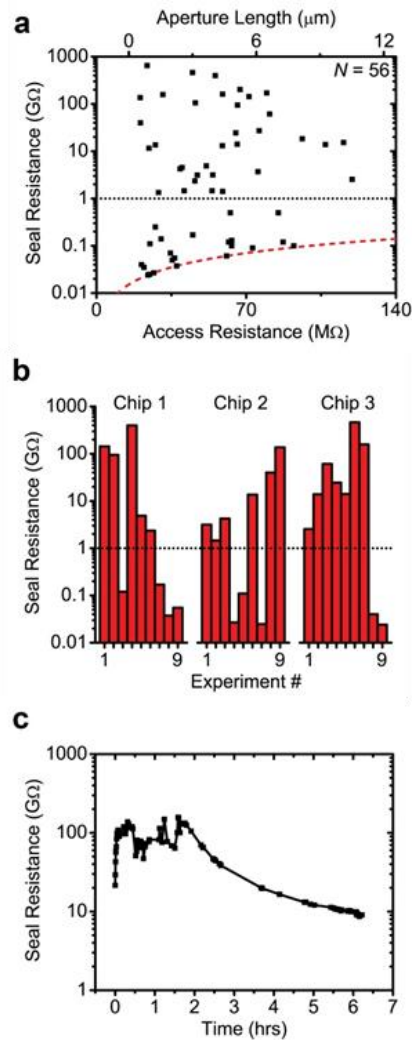 a
Aperture Length (μm)
0 3 6 9 12
N = 56
Seal Resistance (GΩ)
1000
100
10
1
0.1
0.01
0 70 140
Access Resistance (MΩ)
b
Chip 1 Chip 2 Chip 3
Seal Resistance (GΩ)
1000
100
10
1
0.1
0.01
1 9 1 9 1 9
Experiment #
c
Seal Resistance (GΩ)
1000
100
10
1
0 1 2 3 4 5 6 7
Time (hrs)